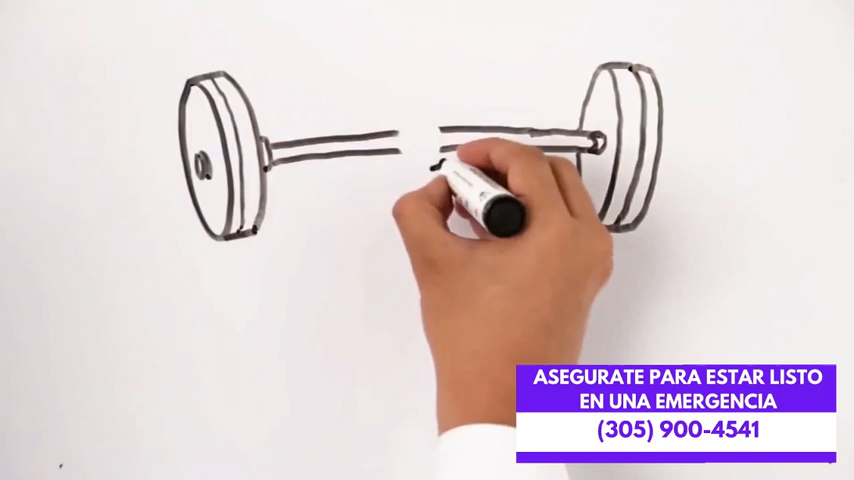 ASEGURATE PARA ESTAR LISTO
EN UNA EMERGENCIA
(305) 900-4541